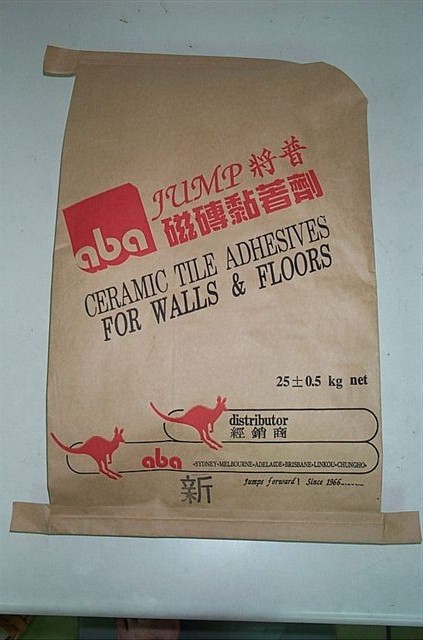 JUMP 將普
aba 磁磚黏著劑
CERAMIC TILE ADHESIVES
FOR WALLS & FLOORS
25±0.5 kg net
distributor
經銷商
aba •SYDNEY•MELBOURNE•ADELAIDE•BRISBANE•LINKOU•CHUNGHO•
新 Jumps forward! Since 1966.......